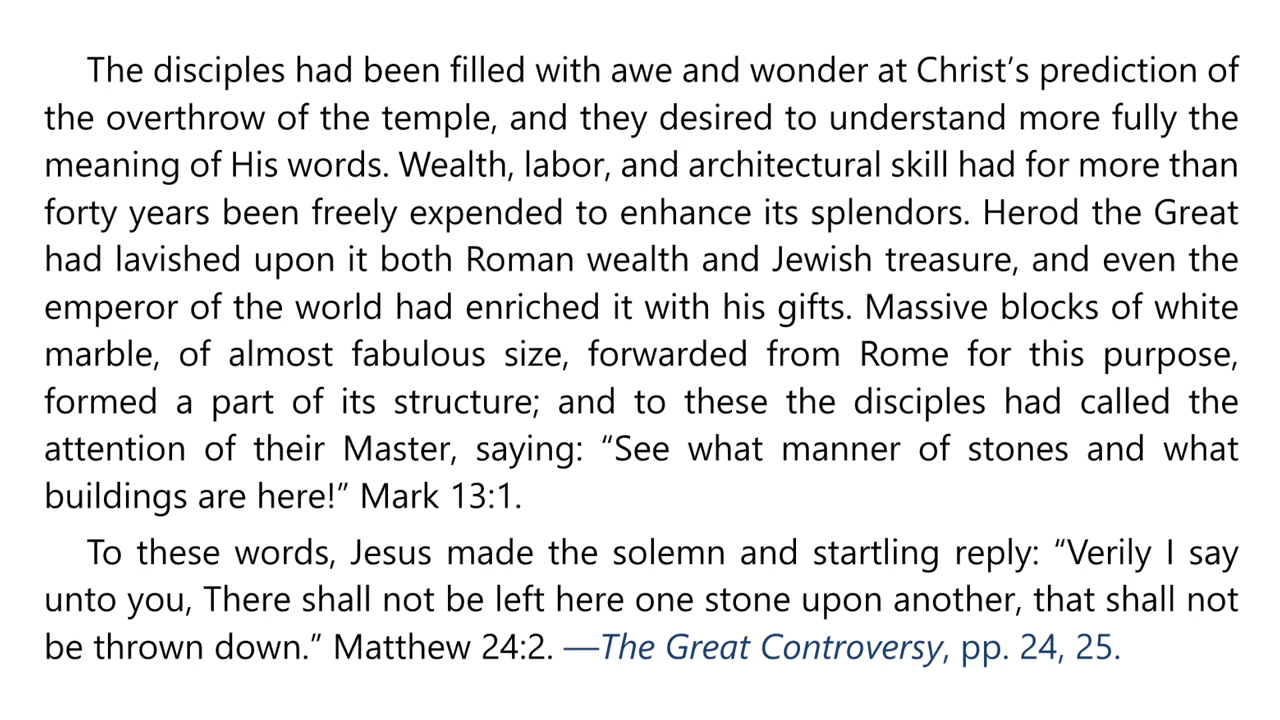 The disciples had been filled with awe and wonder at Christ’s prediction of
the overthrow of the temple, and they desired to understand more fully the
meaning of His words. Wealth, labor, and architectural skill had for more than
forty years been freely expended to enhance its splendors. Herod the Great
had lavished upon it both Roman wealth and Jewish treasure, and even the
emperor of the world had enriched it with his gifts. Massive blocks of white
marble, of almost fabulous size, forwarded from Rome for this purpose,
formed a part of its structure; and to these the disciples had called the
attention of their Master, saying: “See what manner of stones and what
buildings are here!” Mark 13:1.
To these words, Jesus made the solemn and startling reply: “Verily I say
unto you, There shall not be left here one stone upon another, that shall not
be thrown down.” Matthew 24:2. —The Great Controversy, pp. 24, 25.